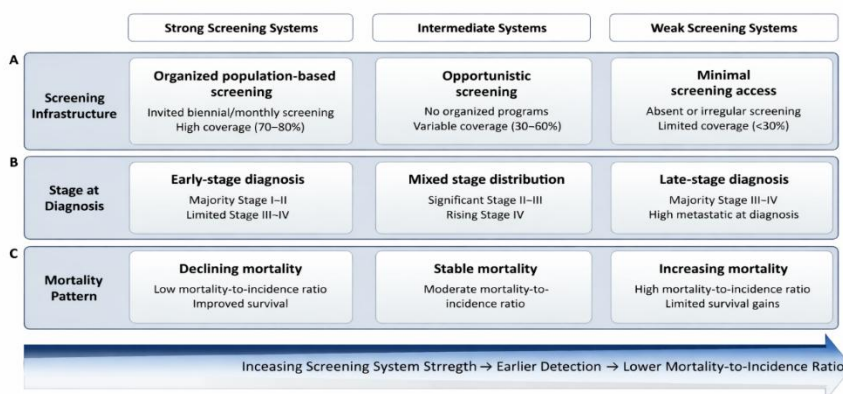 Strong Screening Systems
Intermediate Systems
Weak Screening Systems
A
Screening
Infrastructure
Organized population-based
screening
Invited biennial/monthly screening
High coverage (70–80%)
Opportunistic
screening
No organized programs
Variable coverage (30–60%)
Minimal
screening access
Absent or irregular screening
Limited coverage (<30%)
B
Stage at
Diagnosis
Early-stage diagnosis
Majority Stage I–II
Limited Stage III–IV
Mixed stage distribution
Significant Stage II–III
Rising Stage IV
Late-stage diagnosis
Majority Stage III–IV
High metastatic at diagnosis
C
Mortality
Pattern
Declining mortality
Low mortality-to-incidence ratio
Improved survival
Stable mortality
Moderate mortality-to-
incidence ratio
Increasing mortality
High mortality-to-incidence ratio
Limited survival gains
Inceasing Screening System Strregth → Earlier Detection → Lower Mortality-to-Incidence Ratio